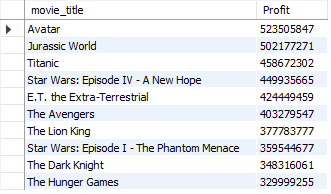 movie_title Profit
Avatar 523505847
Jurassic World 502177271
Titanic 458672302
Star Wars: Episode IV - A New Hope 449935665
E.T. the Extra-Terrestrial 424449459
The Avengers 403279547
The Lion King 377783777
Star Wars: Episode I - The Phantom Menace 359544677
The Dark Knight 348316061
The Hunger Games 329999255